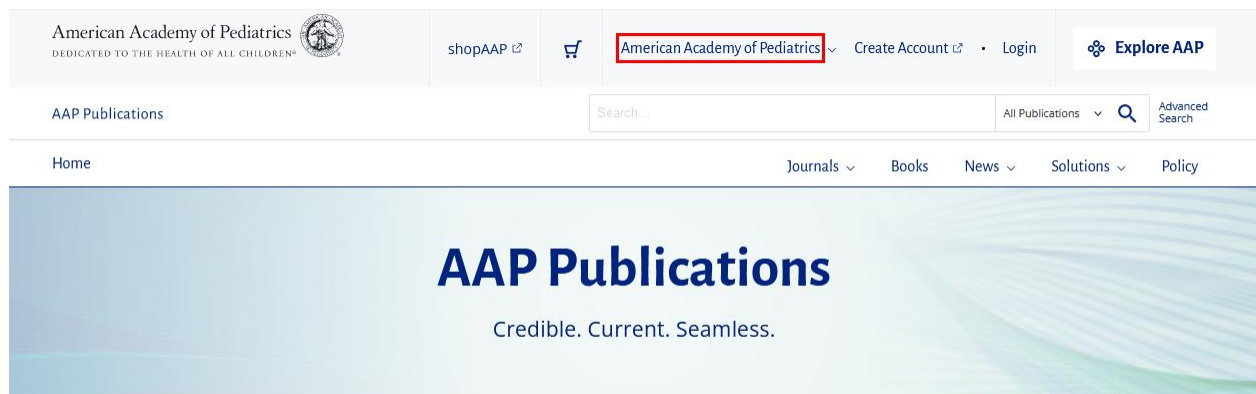 American Academy of Pediatrics
DEDICATED TO THE HEALTH OF ALL CHILDREN®
shopAAP
American Academy of Pediatrics
Create Account
•
Login
Explore AAP
AAP Publications
Search...
All Publications
Advanced
Search
Home
Journals
Books
News
Solutions
Policy
AAP Publications
Credible. Current. Seamless.